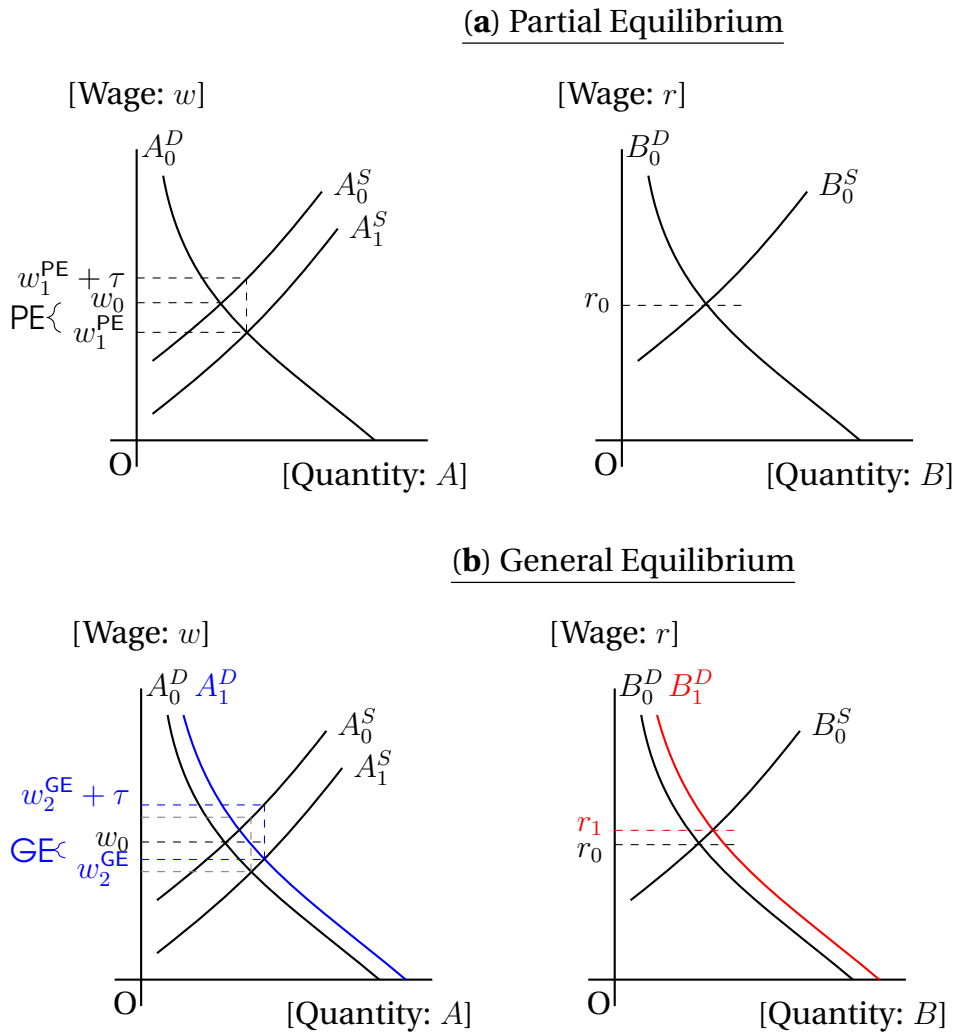 (a) Partial Equilibrium
[Wage: w]
[Wage: r]
A_0^D
A_0^S
A_1^S
w_1^PE + τ
w_0
PE{
w_1^PE
O
[Quantity: A]
B_0^D
B_0^S
r_0
O
[Quantity: B]
(b) General Equilibrium
[Wage: w]
[Wage: r]
A_0^D A_1^D
A_0^S
A_1^S
w_2^GE + τ
w_0
GE{
w_2^GE
O
[Quantity: A]
B_0^D B_1^D
B_0^S
r_1
r_0
O
[Quantity: B]